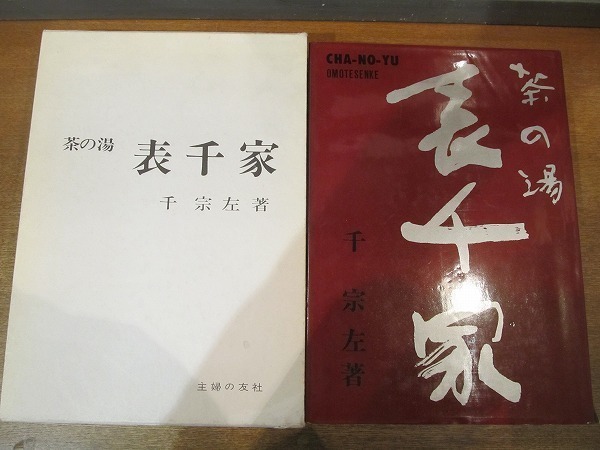 茶の湯 表千家
千宗左著
主婦の友社
CHA-NO-YU
OMOTESENKE
茶の湯
表千家
千宗左著